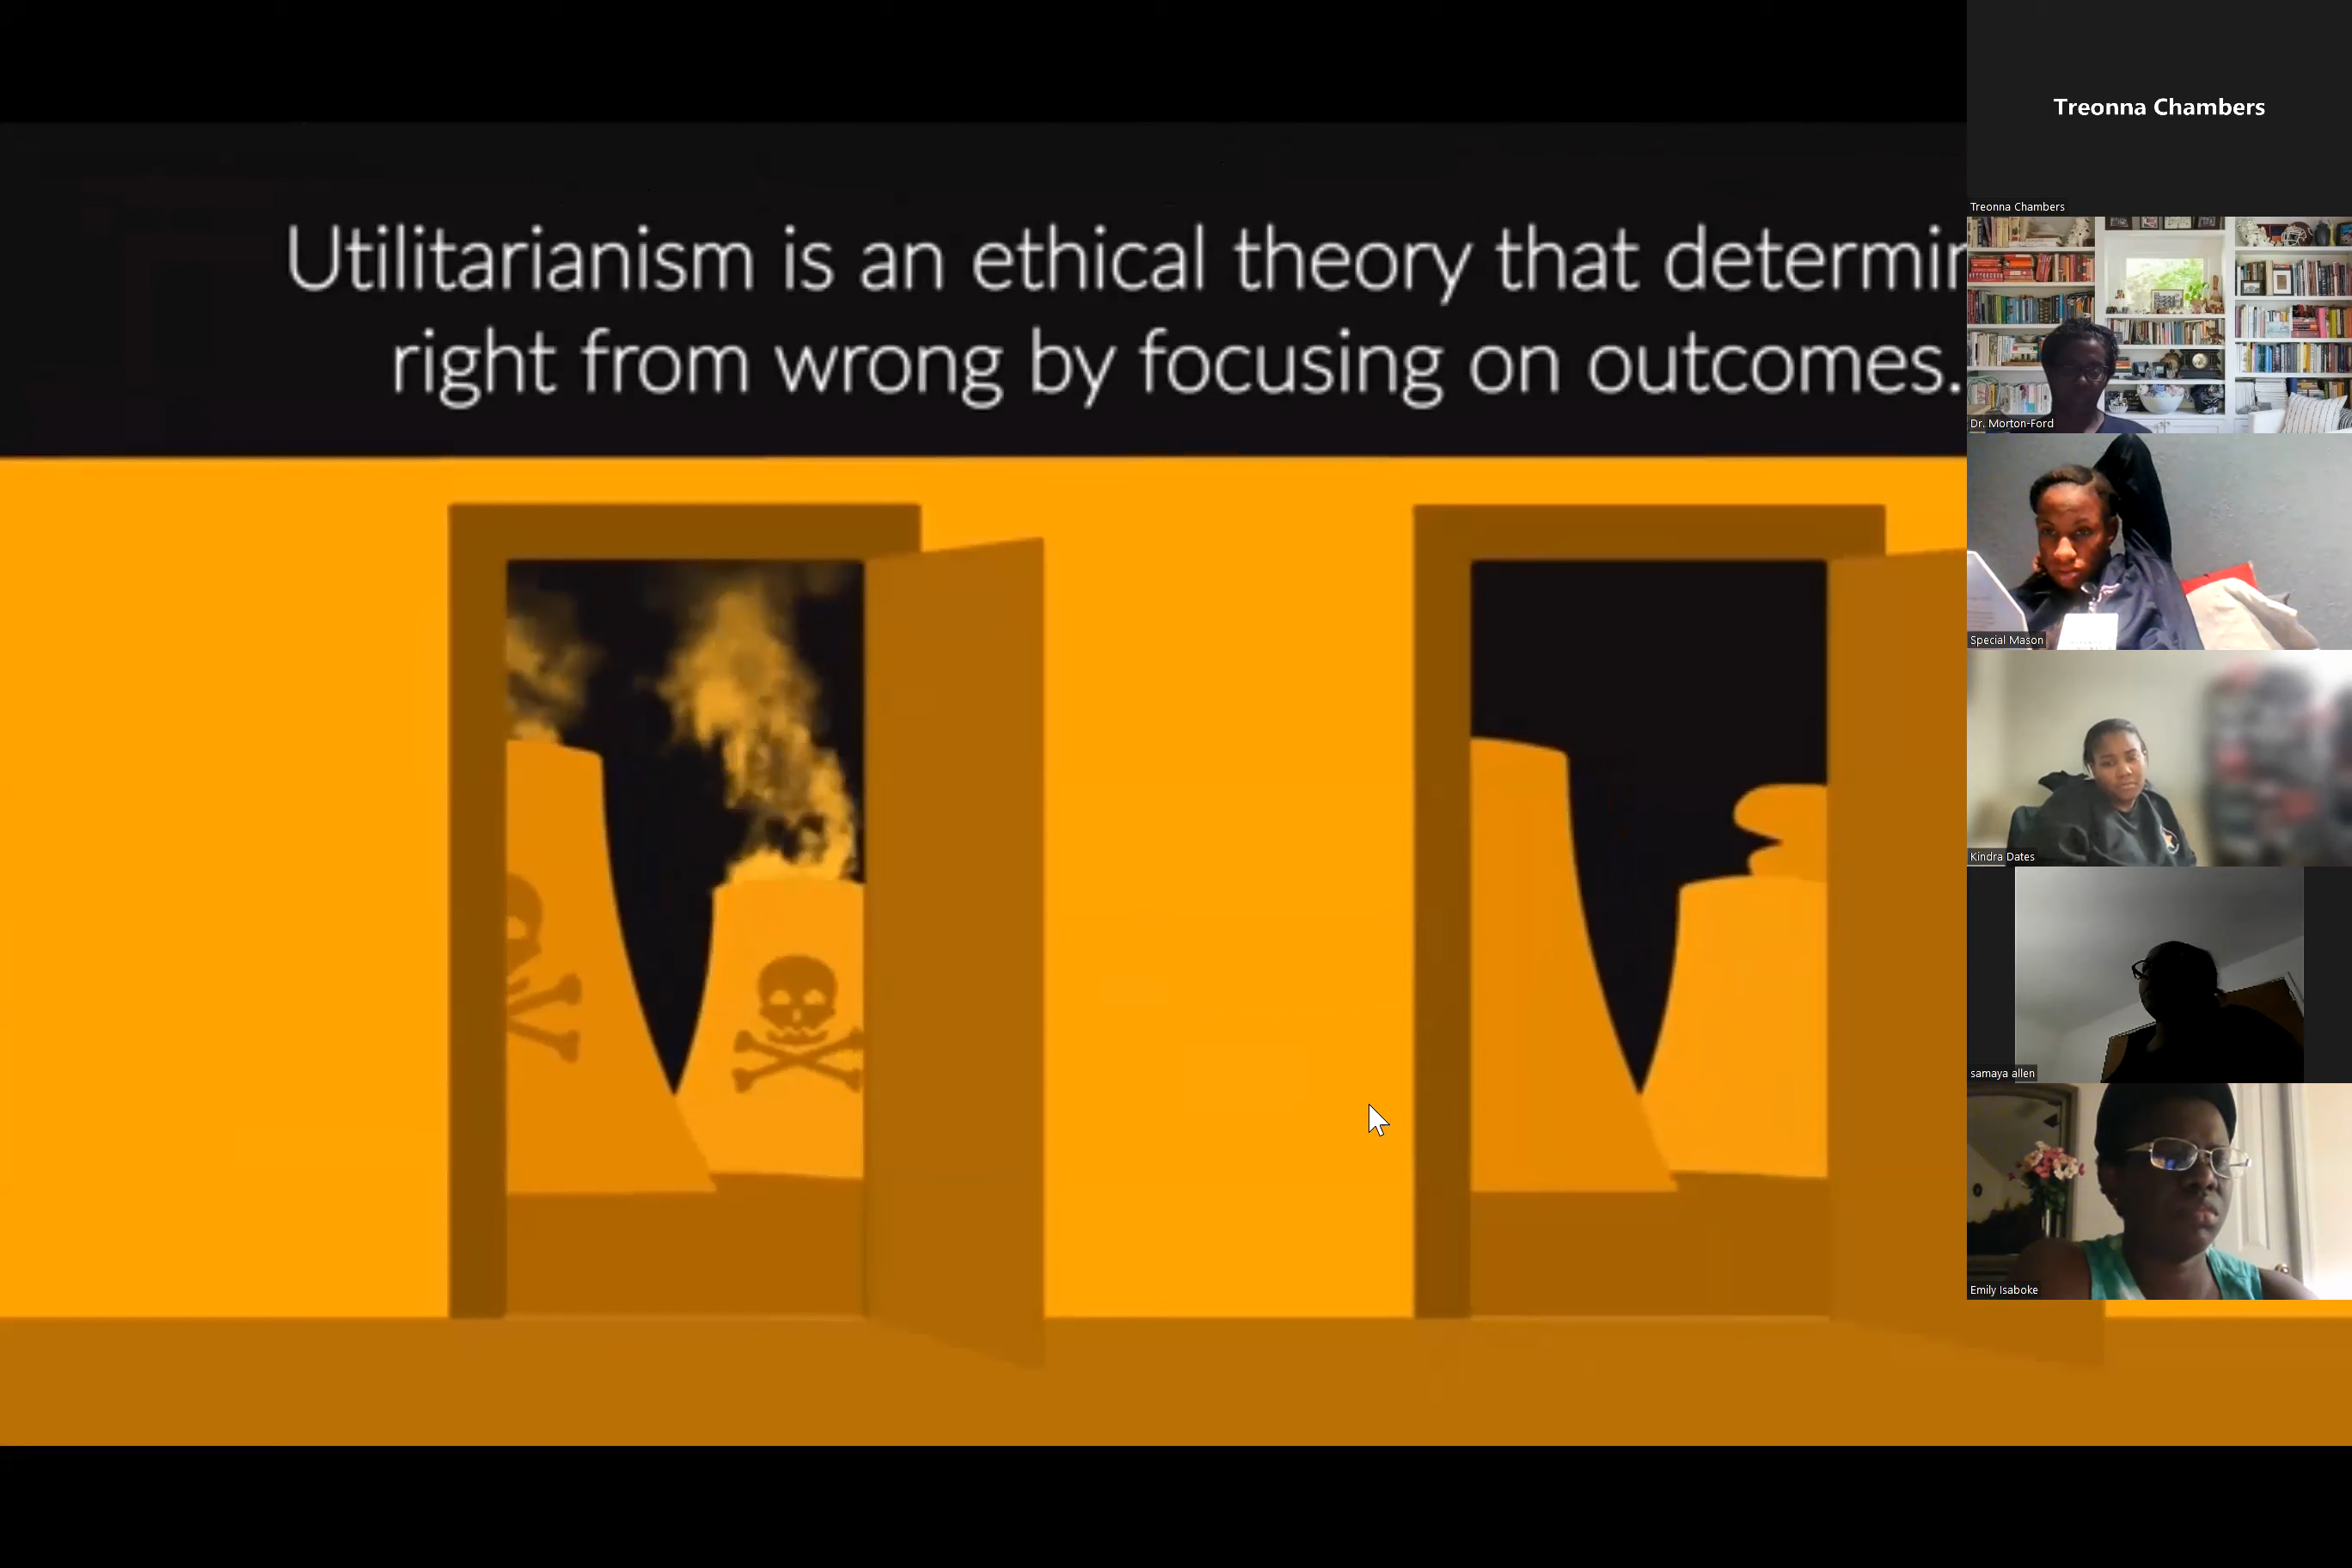 Utilitarianism is an ethical theory that determin
right from wrong by focusing on outcomes.
Treonna Chambers
Treonna Chambers
Dr. Morton-Ford
Special Mason
Kindra Dates
samaya allen
Emily Isaboke